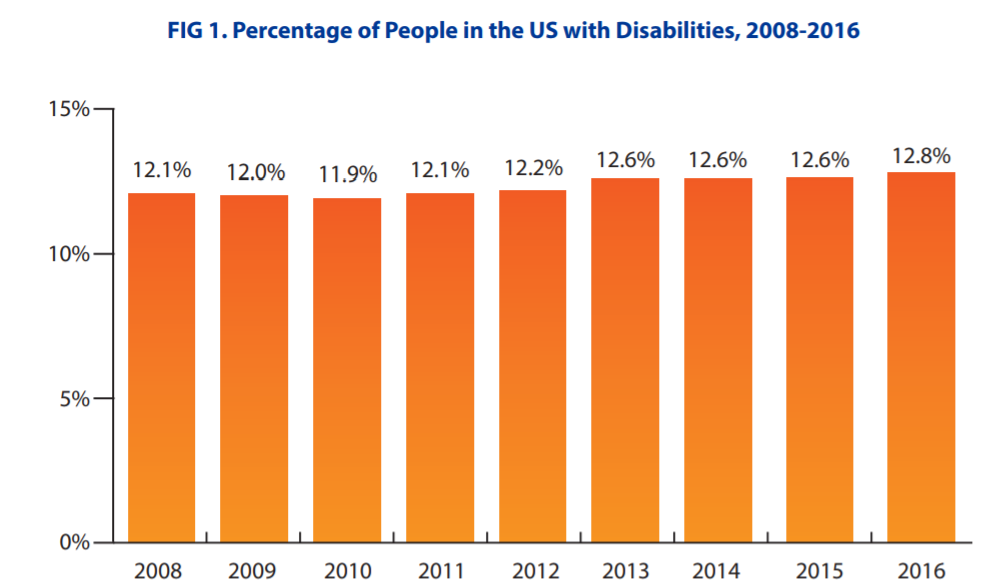 FIG 1. Percentage of People in the US with Disabilities, 2008-2016
15%
12.1% 12.0% 11.9% 12.1% 12.2% 12.6% 12.6% 12.6% 12.8%
10%
5%
0%
2008 2009 2010 2011 2012 2013 2014 2015 2016